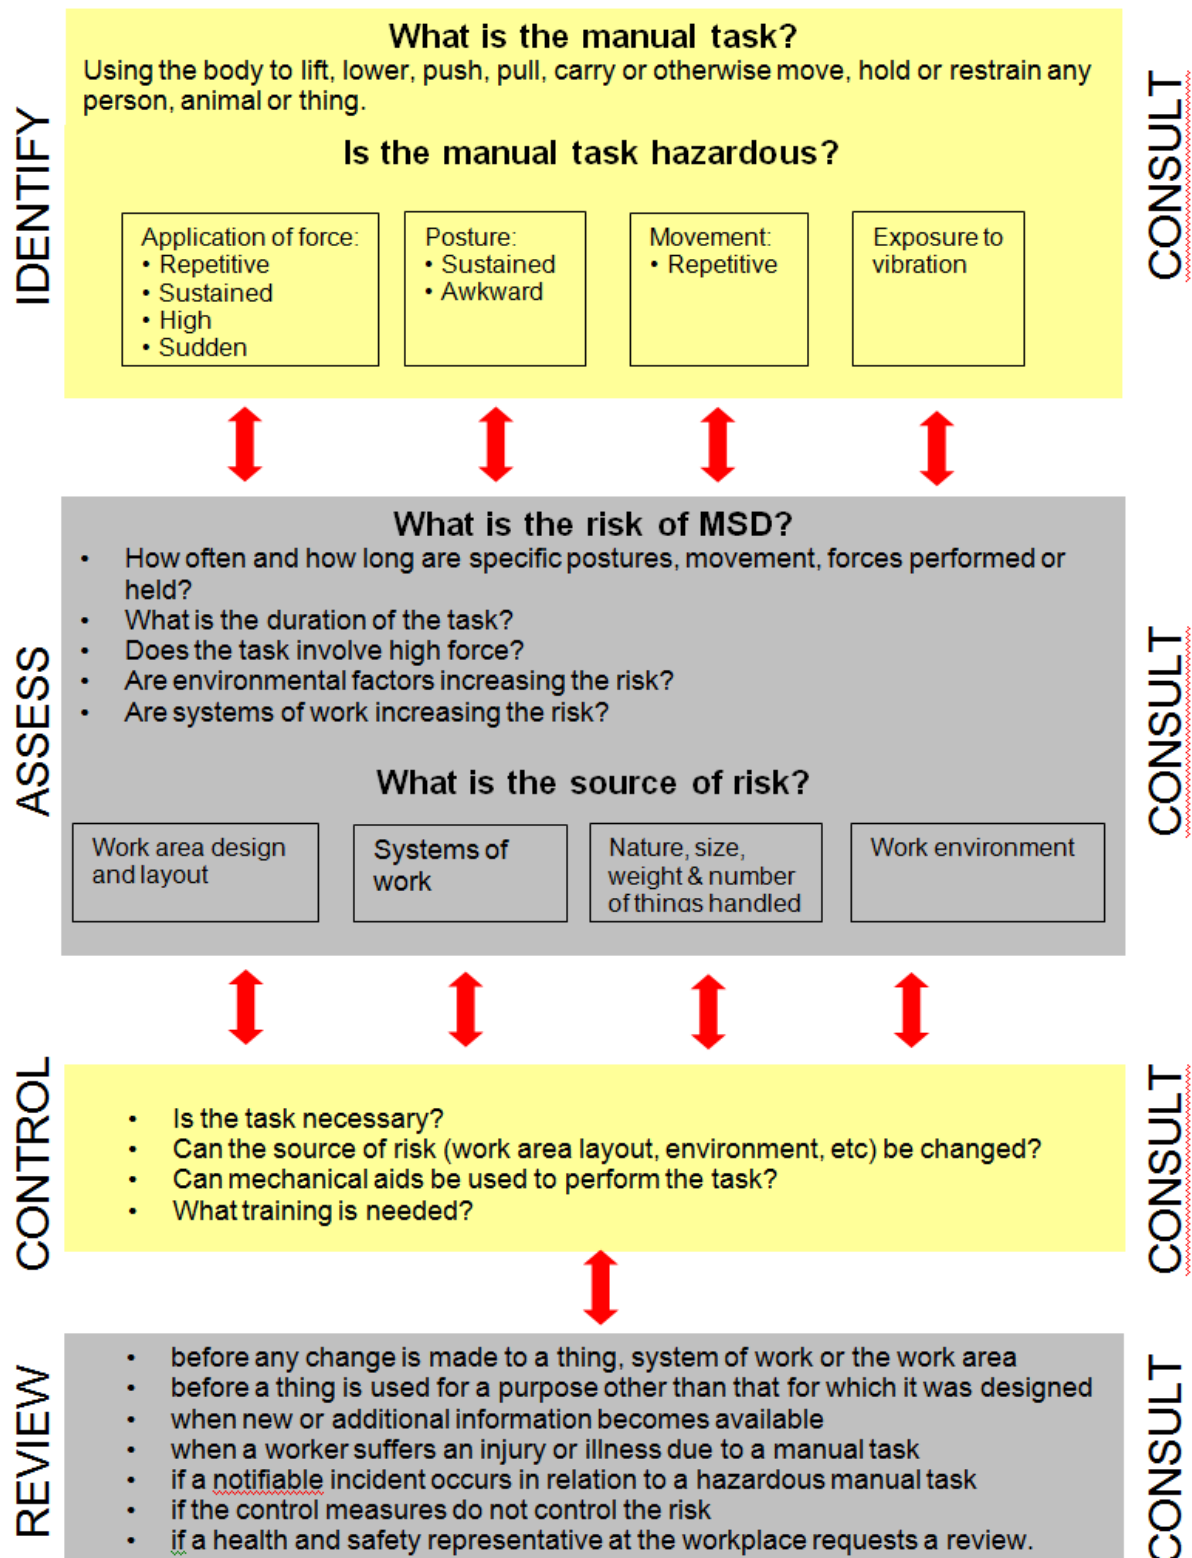 What is the manual task?
Using the body to lift, lower, push, pull, carry or otherwise move, hold or restrain any
person, animal or thing.
IDENTIFY
CONSULT
Is the manual task hazardous?
Application of force:
• Repetitive
• Sustained
• High
• Sudden
Posture:
• Sustained
• Awkward
Movement:
• Repetitive
Exposure to
vibration
What is the risk of MSD?
• How often and how long are specific postures, movement, forces performed or
held?
• What is the duration of the task?
• Does the task involve high force?
• Are environmental factors increasing the risk?
• Are systems of work increasing the risk?
ASSESS
CONSULT
What is the source of risk?
Work area design
and layout
Systems of
work
Nature, size,
weight & number
of things handled
Work environment
CONTROL
CONSULT
• Is the task necessary?
• Can the source of risk (work area layout, environment, etc) be changed?
• Can mechanical aids be used to perform the task?
• What training is needed?
REVIEW
CONSULT
• before any change is made to a thing, system of work or the work area
• before a thing is used for a purpose other than that for which it was designed
• when new or additional information becomes available
• when a worker suffers an injury or illness due to a manual task
• if a notifiable incident occurs in relation to a hazardous manual task
• if the control measures do not control the risk
• if a health and safety representative at the workplace requests a review.